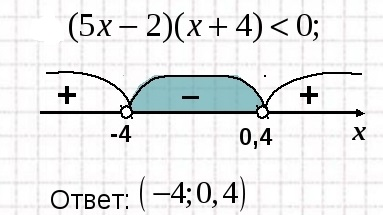 (5x − 2)(x + 4) < 0;
+ − +
-4 0,4 x
Ответ: (−4;0,4)